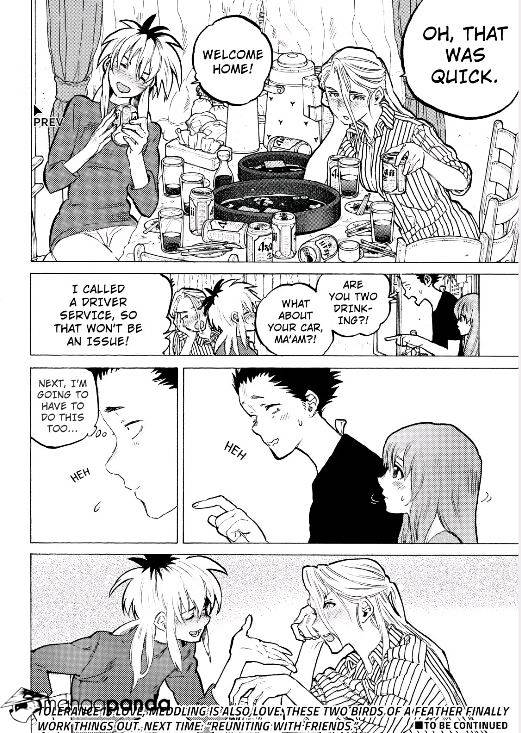 OH, THAT
WAS
QUICK.
WELCOME
HOME!
PREV
ARE YOU TWO
DRINK-
ING?!
WHAT
ABOUT
YOUR CAR,
MA'AM?!
I CALLED
A DRIVER
SERVICE, SO
THAT WON'T BE
AN ISSUE!
HEH
NEXT, I'M
GOING TO
HAVE TO
DO THIS
TOO...
HEH
mangapanda
TOLERANCE IS LOVE, MEDDLING IS ALSO LOVE. THESE TWO BIRDS OF A FEATHER FINALLY
WORK THINGS OUT. NEXT TIME: "REUNITING WITH FRIENDS." ■TO BE CONTINUED